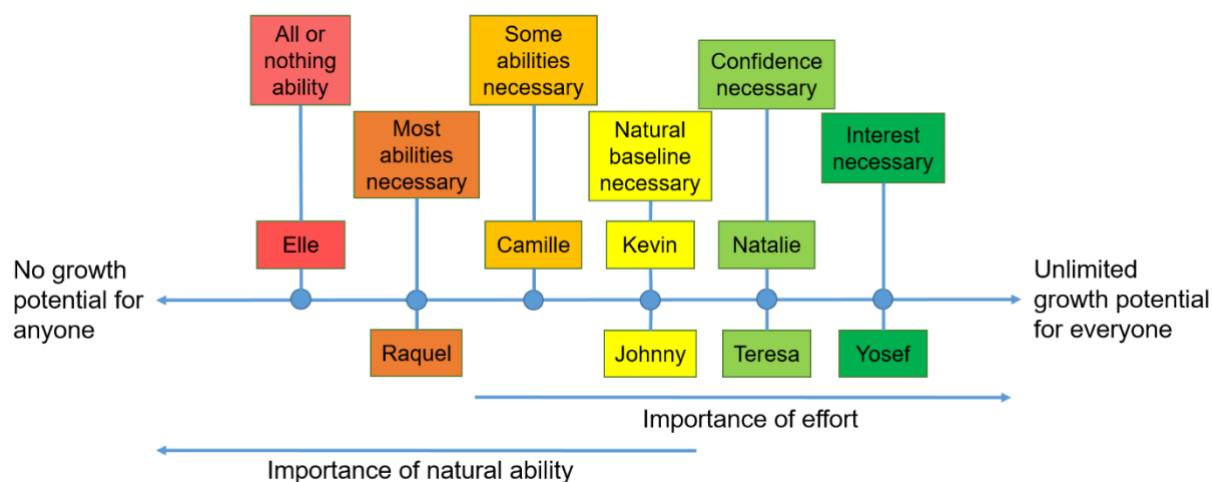 All or
nothing
ability
Some
abilities
necessary
Confidence
necessary
Most
abilities
necessary
Natural
baseline
necessary
Interest
necessary
Elle
Camille
Kevin
Natalie
No growth
potential for
anyone
Unlimited
growth potential
for everyone
Raquel
Johnny
Teresa
Yosef
Importance of effort
Importance of natural ability